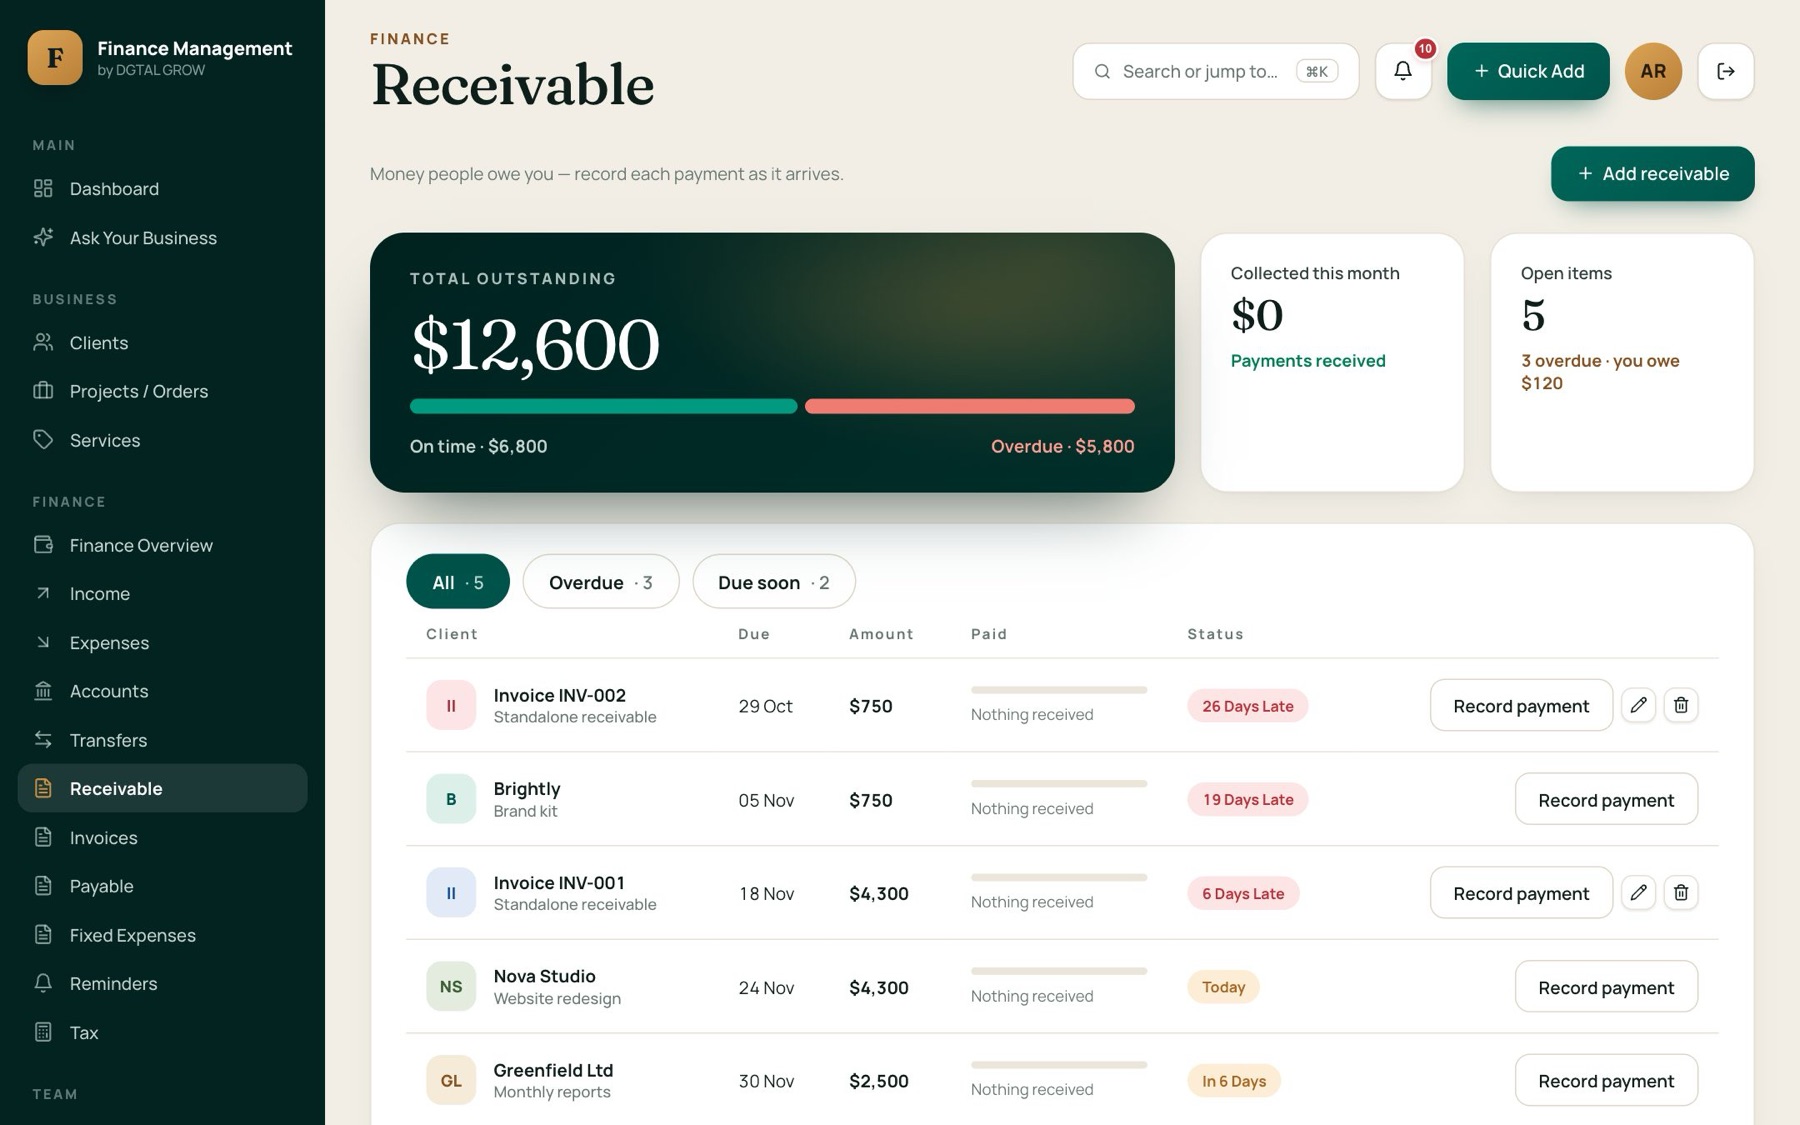 F
Finance Management
by DGTAL GROW
MAIN
Dashboard
Ask Your Business
BUSINESS
Clients
Projects / Orders
Services
FINANCE
Finance Overview
Income
Expenses
Accounts
Transfers
Receivable
Invoices
Payable
Fixed Expenses
Reminders
Tax
TEAM
FINANCE
Receivable
Search or jump to... ⌘K
10
+ Quick Add
AR
Money people owe you — record each payment as it arrives.
+ Add receivable
TOTAL OUTSTANDING
$12,600
On time · $6,800 Overdue · $5,800
Collected this month
$0
Payments received
Open items
5
3 overdue · you owe
$120
All · 5 Overdue · 3 Due soon · 2
Client Due Amount Paid Status
II Invoice INV-002 29 Oct $750 26 Days Late Record payment
Standalone receivable Nothing received
B Brightly 05 Nov $750 19 Days Late Record payment
Brand kit Nothing received
II Invoice INV-001 18 Nov $4,300 6 Days Late Record payment
Standalone receivable Nothing received
NS Nova Studio 24 Nov $4,300 Today Record payment
Website redesign Nothing received
GL Greenfield Ltd 30 Nov $2,500 In 6 Days Record payment
Monthly reports Nothing received